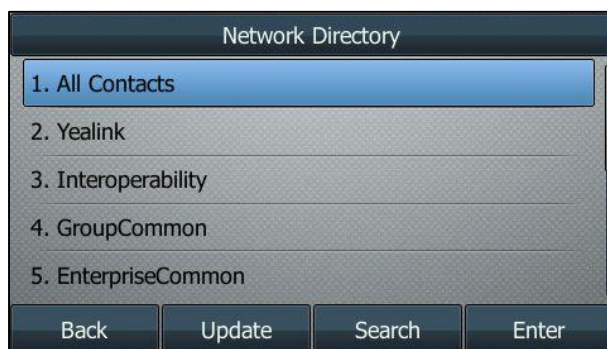 Network Directory
1. All Contacts
2. Yealink
3. Interoperability
4. GroupCommon
5. EnterpriseCommon
Back Update Search Enter